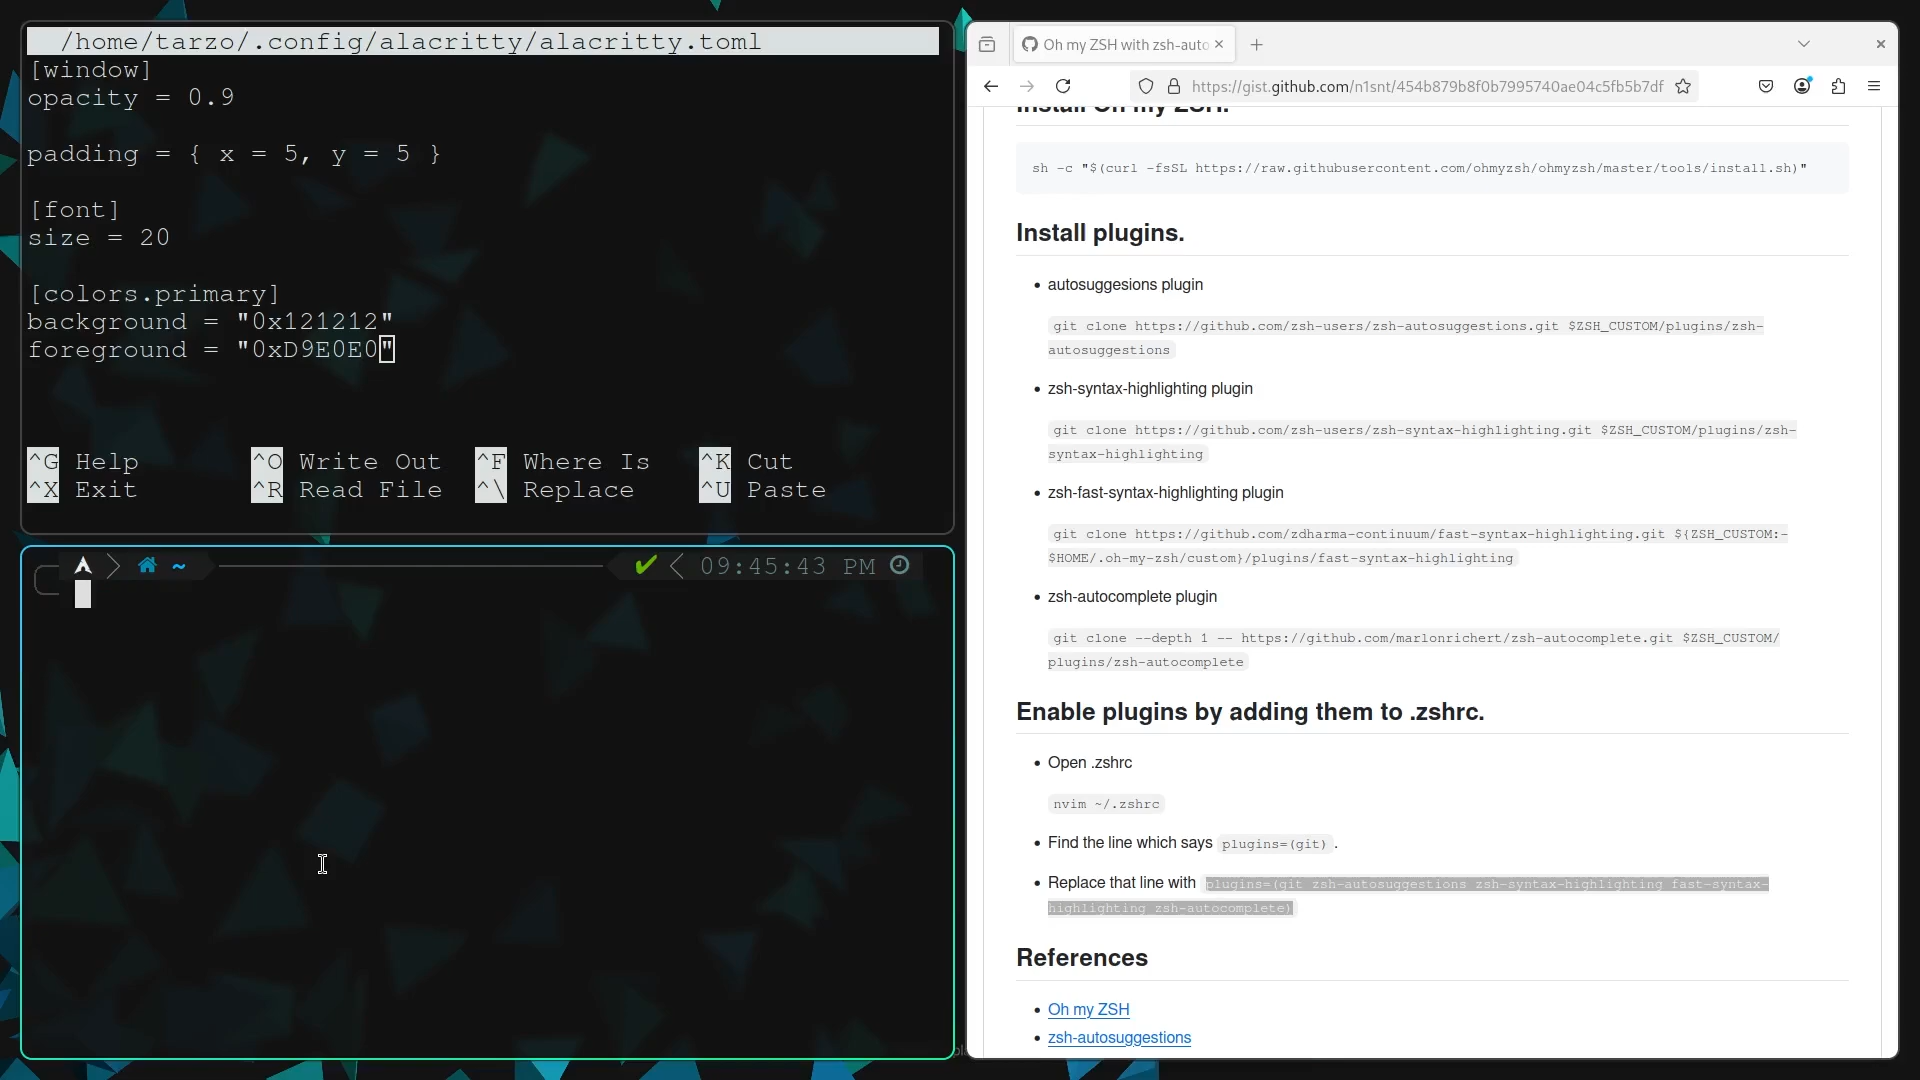 /home/tarzo/.config/alacritty/alacritty.toml
[window]
opacity = 0.9
padding = { x = 5, y = 5 }
[font]
size = 20
[colors.primary]
background = "0x121212"
foreground = "0xD9E0E0"
^G Help ^O Write Out ^F Where Is ^K Cut
^X Exit ^R Read File ^\ Replace ^U Paste
~ 09:45:43 PM
Oh my ZSH with zsh-auto
https://gist.github.com/n1snt/454b879b8f0b7995740ae04c5fb5b7df
Install Oh my ZSH.
sh -c "$(curl -fsSL https://raw.githubusercontent.com/ohmyzsh/ohmyzsh/master/tools/install.sh)"
Install plugins.
• autosuggesions plugin
git clone https://github.com/zsh-users/zsh-autosuggestions.git $ZSH_CUSTOM/plugins/zsh-
autosuggestions
• zsh-syntax-highlighting plugin
git clone https://github.com/zsh-users/zsh-syntax-highlighting.git $ZSH_CUSTOM/plugins/zsh-
syntax-highlighting
• zsh-fast-syntax-highlighting plugin
git clone https://github.com/zdharma-continuum/fast-syntax-highlighting.git ${ZSH_CUSTOM:-
$HOME/.oh-my-zsh/custom}/plugins/fast-syntax-highlighting
• zsh-autocomplete plugin
git clone --depth 1 -- https://github.com/marlonrichert/zsh-autocomplete.git $ZSH_CUSTOM/
plugins/zsh-autocomplete
Enable plugins by adding them to .zshrc.
• Open .zshrc
nvim ~/.zshrc
• Find the line which says plugins=(git) .
• Replace that line with plugins=(git zsh-autosuggestions zsh-syntax-highlighting fast-syntax-
highlighting zsh-autocomplete)
References
• Oh my ZSH
• zsh-autosuggestions